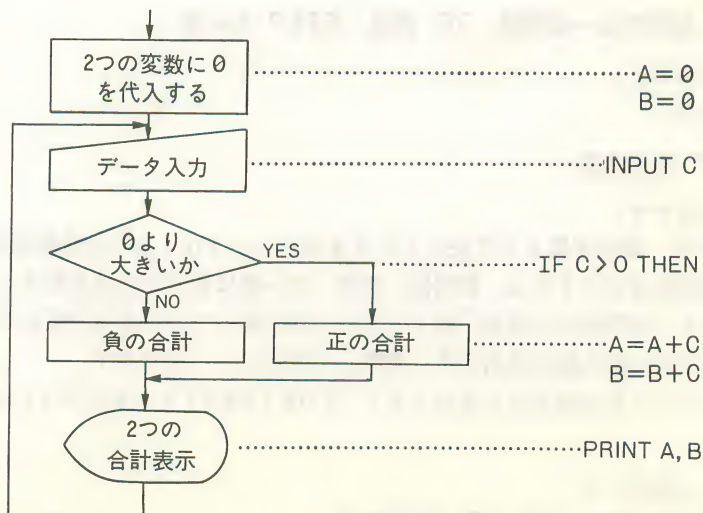 2つの変数に0
を代入する
A=0
B=0
データ入力
INPUT C
0より
大きいか
YES
IF C>0 THEN
NO
負の合計
正の合計
A=A+C
B=B+C
2つの
合計表示
PRINT A,B